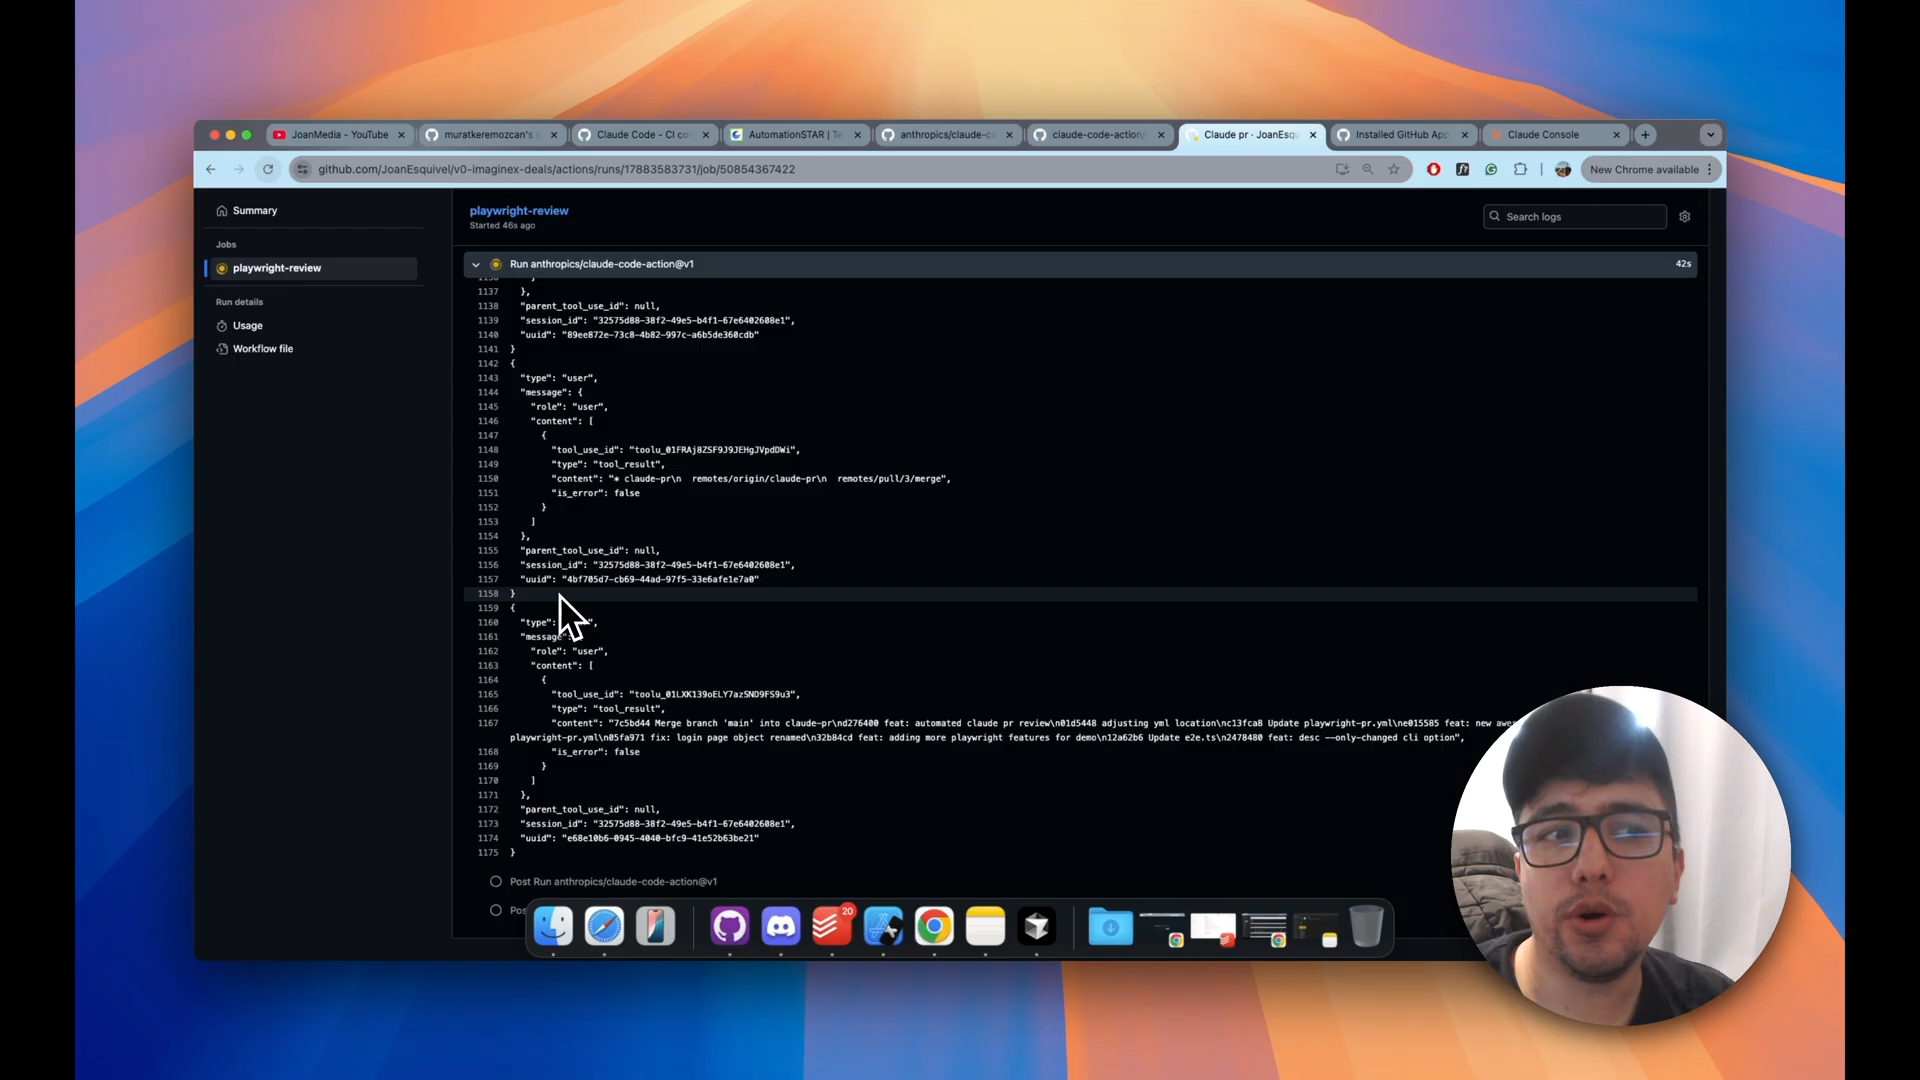 JoanMedia - YouTube
muratkeremozcan's
Claude Code - CI co
AutomationSTAR | Te
anthropics/claude-c
claude-code-action/
Claude pr · JoanEsqu
Installed GitHub App
Claude Console
github.com/JoanEsquivel/v0-imaginex-deals/actions/runs/17883583731/job/50854367422
New Chrome available
Summary
Jobs
playwright-review
Run details
Usage
Workflow file
playwright-review
Started 46s ago
Search logs
Run anthropics/claude-code-action@v1
42s
1137 },
1138 "parent_tool_use_id": null,
1139 "session_id": "32575d88-38f2-49e5-b4f1-67e6402608e1",
1140 "uuid": "89ee872e-73c8-4b82-997c-a6b5de360cdb"
1141 }
1142 {
1143 "type": "user",
1144 "message": {
1145 "role": "user",
1146 "content": [
1147 {
1148 "tool_use_id": "toolu_01FRAj8ZSF9J9JEHgJVpdDWi",
1149 "type": "tool_result",
1150 "content": "* claude-pr\n  remotes/origin/claude-pr\n  remotes/pull/3/merge",
1151 "is_error": false
1152 }
1153 ]
1154 },
1155 "parent_tool_use_id": null,
1156 "session_id": "32575d88-38f2-49e5-b4f1-67e6402608e1",
1157 "uuid": "4bf705d7-cb69-44ad-97f5-33e6afe1e7a0"
1158 }
1159 {
1160 "type":
1161 "message":
1162 "role": "user",
1163 "content": [
1164 {
1165 "tool_use_id": "toolu_01LXK139oELY7azSND9FS9u3",
1166 "type": "tool_result",
1167 "content": "7c5bd44 Merge branch 'main' into claude-pr\nd276400 feat: automated claude pr review\n01d5448 adjusting yml location\nc13fca8 Update playwright-pr.yml\ne015585 feat: new awe
playwright-pr.yml\n05fa971 fix: login page object renamed\n32b84cd feat: adding more playwright features for demo\n12a62b6 Update e2e.ts\n2478480 feat: desc --only-changed cli option",
1168 "is_error": false
1169 }
1170 ]
1171 },
1172 "parent_tool_use_id": null,
1173 "session_id": "32575d88-38f2-49e5-b4f1-67e6402608e1",
1174 "uuid": "e68e10b6-0945-4040-bfc9-41e52b63be21"
1175 }
Post Run anthropics/claude-code-action@v1
20